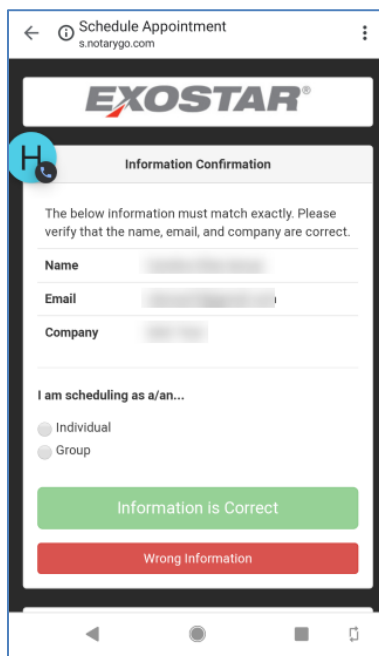 Schedule Appointment
s.notarygo.com
EXOSTAR®
H
Information Confirmation
The below information must match exactly. Please
verify that the name, email, and company are correct.
Name
Email
Company
I am scheduling as a/an...
Individual
Group
Information is Correct
Wrong Information